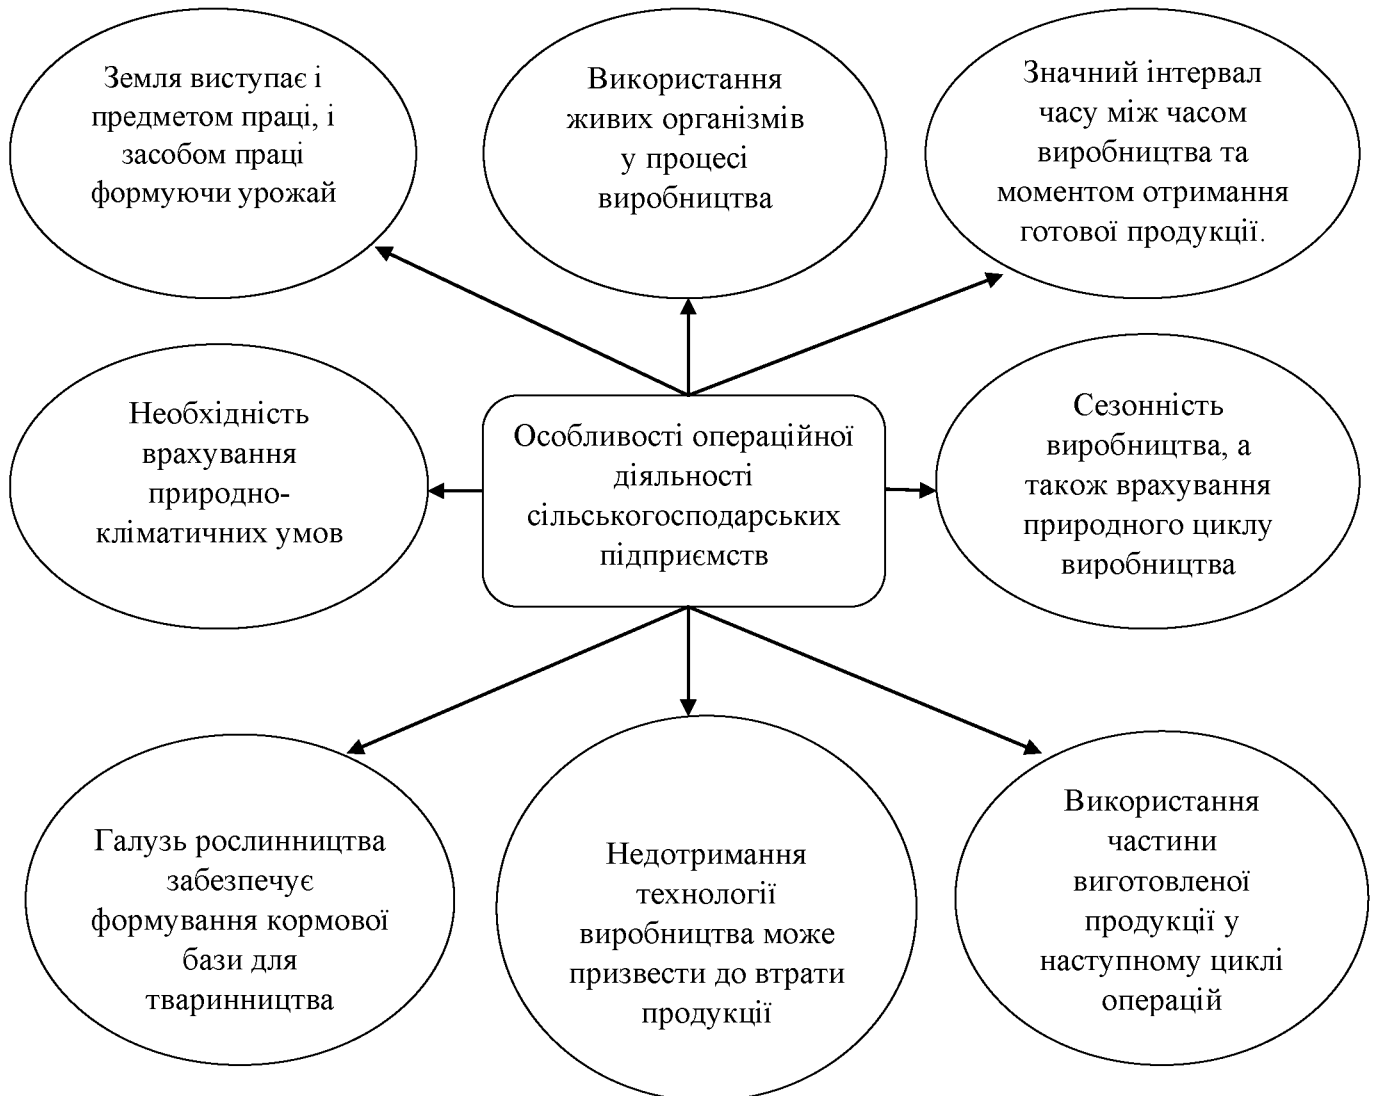 Земля виступає і
предметом праці, і
засобом праці
формуючи урожай
Використання
живих організмів
у процесі
виробництва
Значний інтервал
часу між часом
виробництва та
моментом отримання
готової продукції.
Необхідність
врахування
природно-
кліматичних умов
Особливості операційної
діяльності
сільськогосподарських
підприємств
Сезонність
виробництва, а
також врахування
природного циклу
виробництва
Галузь рослинництва
забезпечує
формування кормової
бази для
тваринництва
Недотримання
технології
виробництва може
призвести до втрати
продукції
Використання
частини
виготовленої
продукції у
наступному циклі
операцій